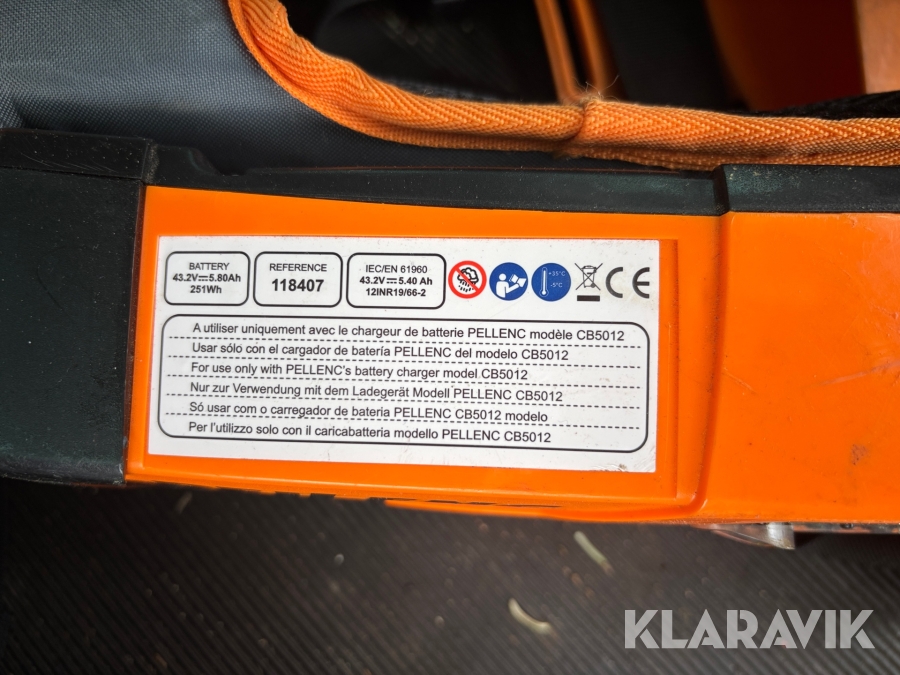 BATTERY
43.2V⎓5.80Ah
251Wh
REFERENCE
118407
IEC/EN 61960
43.2V⎓5.40 Ah
12INR19/66-2
+35°C
-5°C
CE
A utiliser uniquement avec le chargeur de batterie PELLENC modèle CB5012
Usar sólo con el cargador de batería PELLENC del modelo CB5012
For use only with PELLENC's battery charger model CB5012
Nur zur Verwendung mit dem Ladegerät Modell PELLENC CB5012
Só usar com o carregador de bateria PELLENC CB5012 modelo
Per l'utilizzo solo con il caricabatteria modello PELLENC CB5012
KLARAVIK